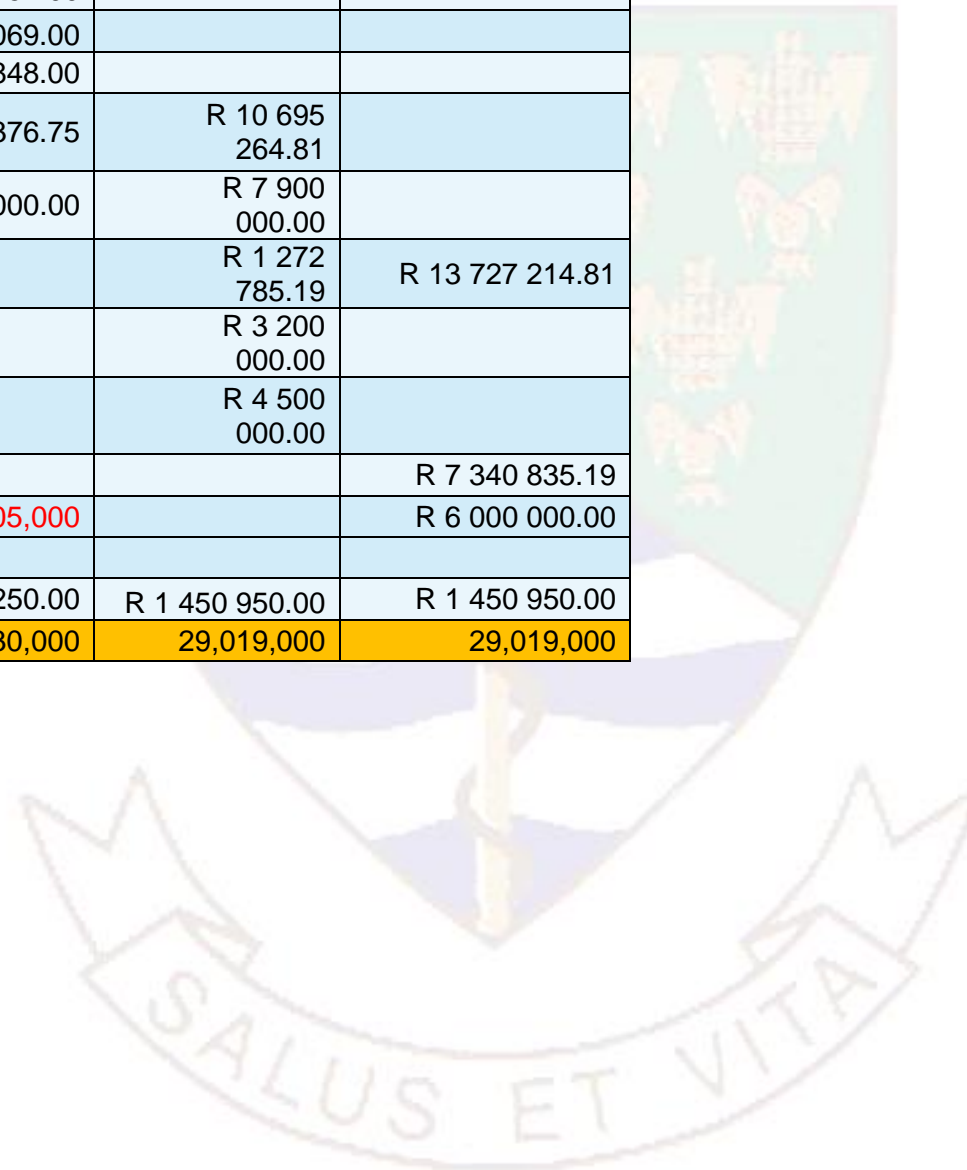 069.00
348.00
376.75
R 10 695
264.81
000.00
R 7 900
000.00
R 1 272
785.19
R 13 727 214.81
R 3 200
000.00
R 4 500
000.00
R 7 340 835.19
05,000
R 6 000 000.00
250.00
R 1 450 950.00
R 1 450 950.00
30,000
29,019,000
29,019,000
SALUS ET VITA